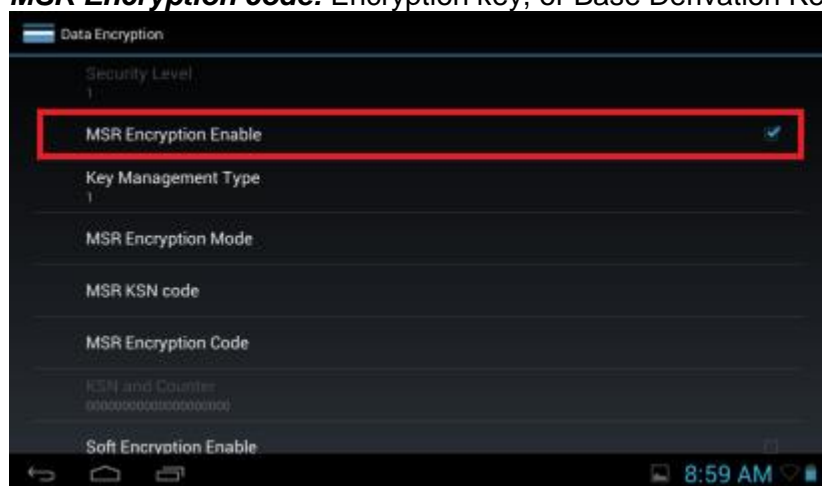 MSR Encryption code: Encryption key, or Base Derivation Ke
Data Encryption
Security Level
1
MSR Encryption Enable
Key Management Type
1
MSR Encryption Mode
MSR KSN code
MSR Encryption Code
KSN and Counter
00000000000000000000
Soft Encryption Enable
8:59 AM